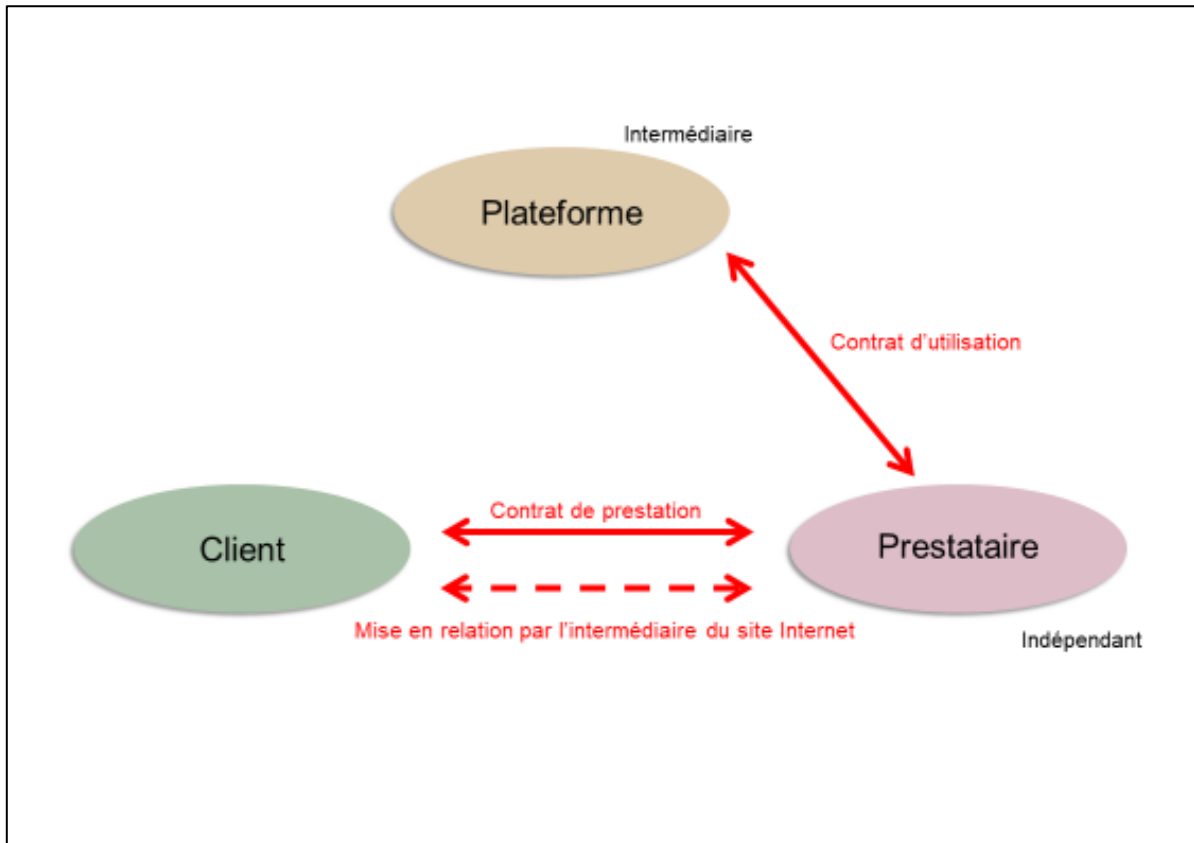 Intermédiaire
Plateforme
Contrat d'utilisation
Contrat de prestation
Client
Prestataire
Mise en relation par l'intermédiaire du site Internet
Indépendant